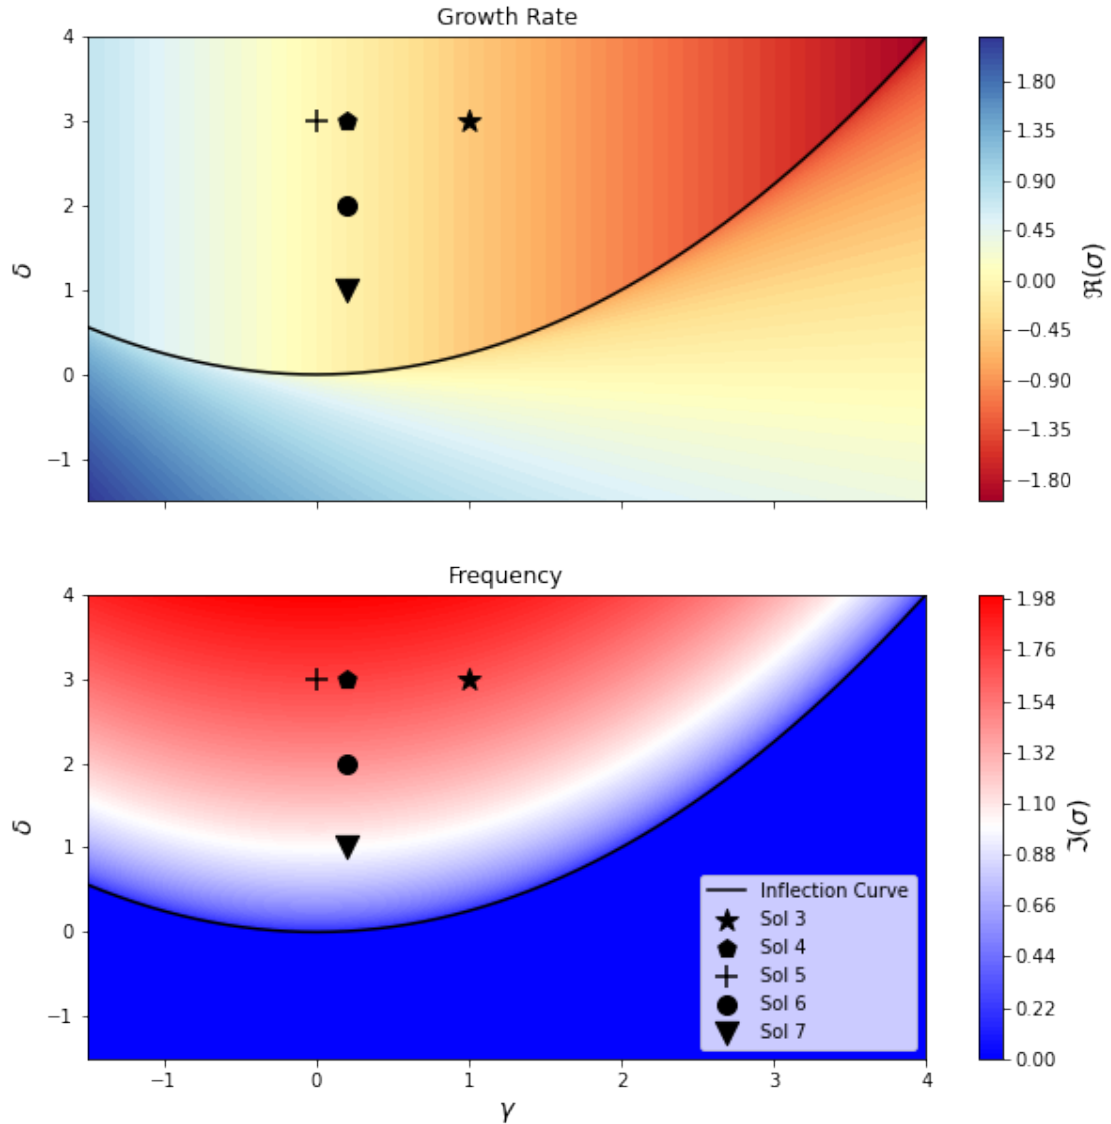 Growth Rate
4
3
2
1
0
−1
δ
1.80
1.35
0.90
0.45
0.00
−0.45
−0.90
−1.35
−1.80
ℜ(σ)
Frequency
4
3
2
1
0
−1
δ
−1
0
1
2
3
4
γ
Inflection Curve
Sol 3
Sol 4
Sol 5
Sol 6
Sol 7
1.98
1.76
1.54
1.32
1.10
0.88
0.66
0.44
0.22
0.00
ℑ(σ)